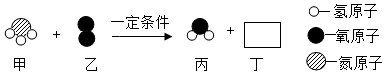 一定条件
+ + 氢原子
氧原子
氮原子
甲 乙 丙 丁